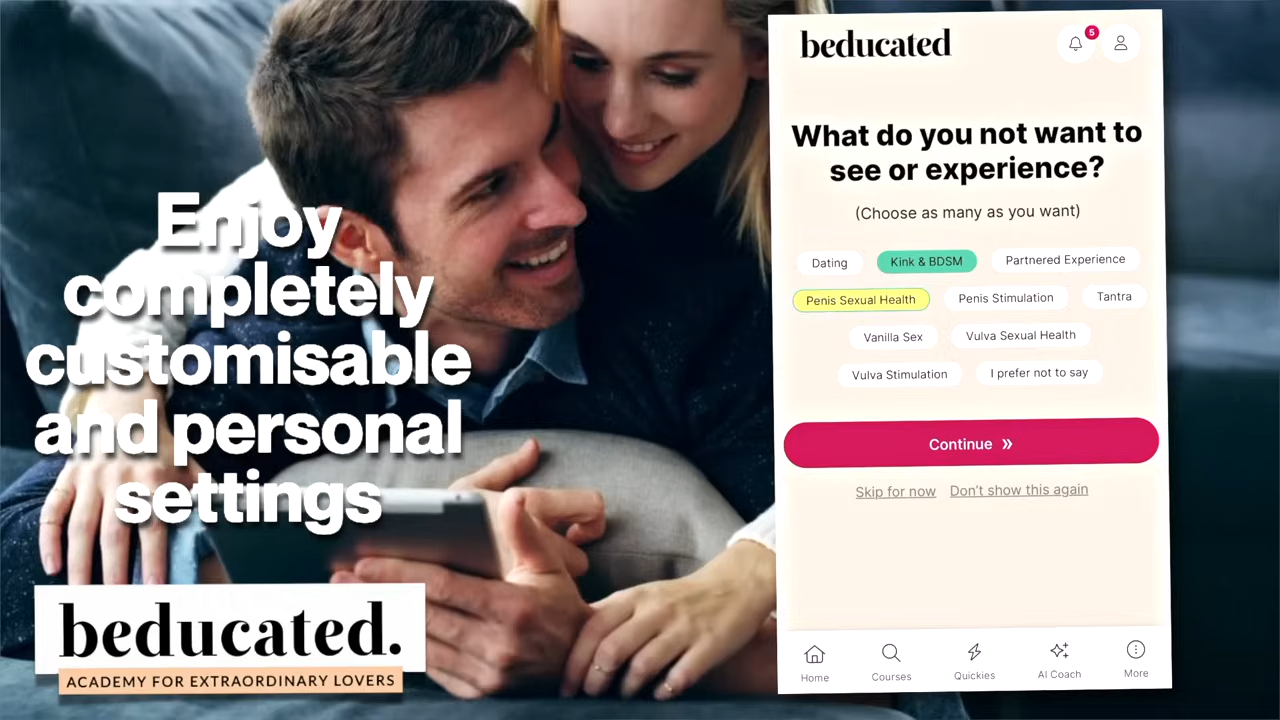 Enjoy
completely
customisable
and personal
settings
beducated.
ACADEMY FOR EXTRAORDINARY LOVERS
beducated
5
What do you not want to
see or experience?
(Choose as many as you want)
Dating
Kink & BDSM
Partnered Experience
Penis Sexual Health
Penis Stimulation
Tantra
Vanilla Sex
Vulva Sexual Health
Vulva Stimulation
I prefer not to say
Continue »
Skip for now
Don't show this again
Home
Courses
Quickies
AI Coach
More